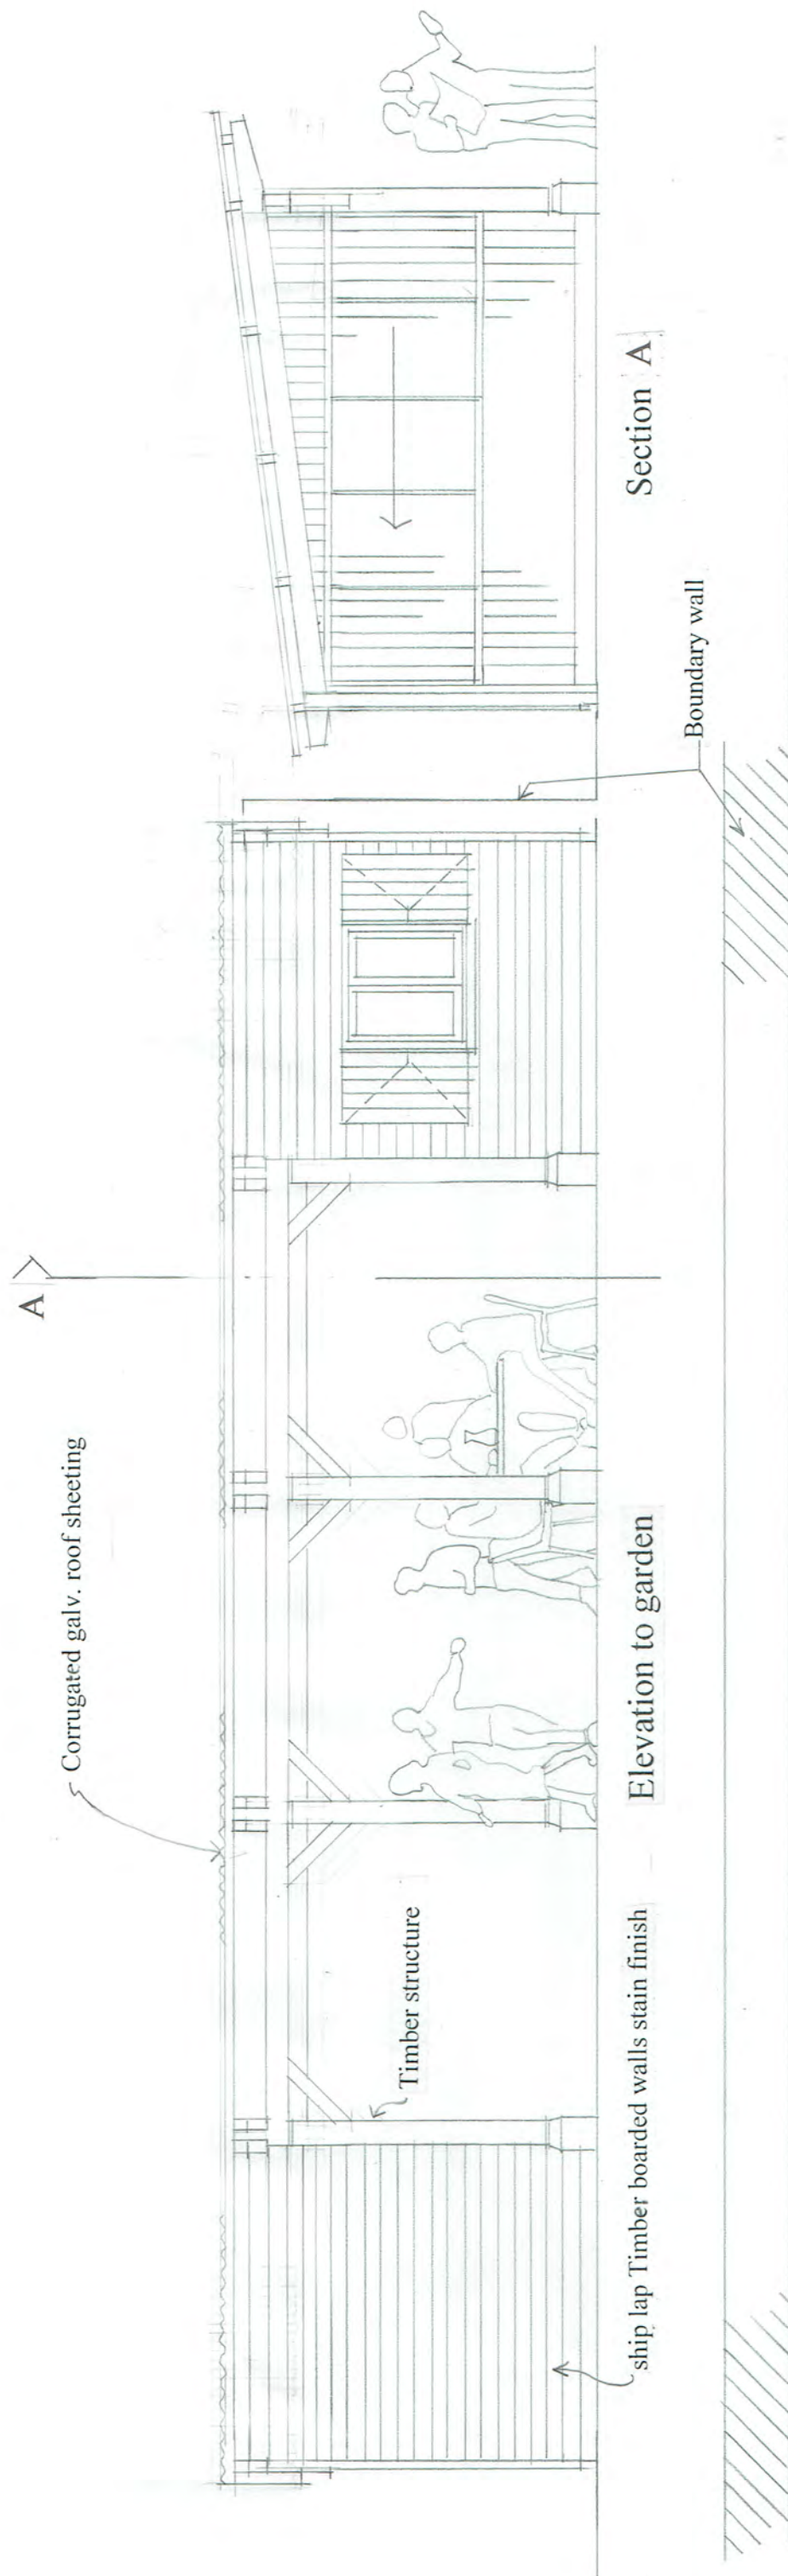 A
Corrugated galv. roof sheeting
Timber structure
ship lap Timber boarded walls stain finish
Elevation to garden
Boundary wall
Section A